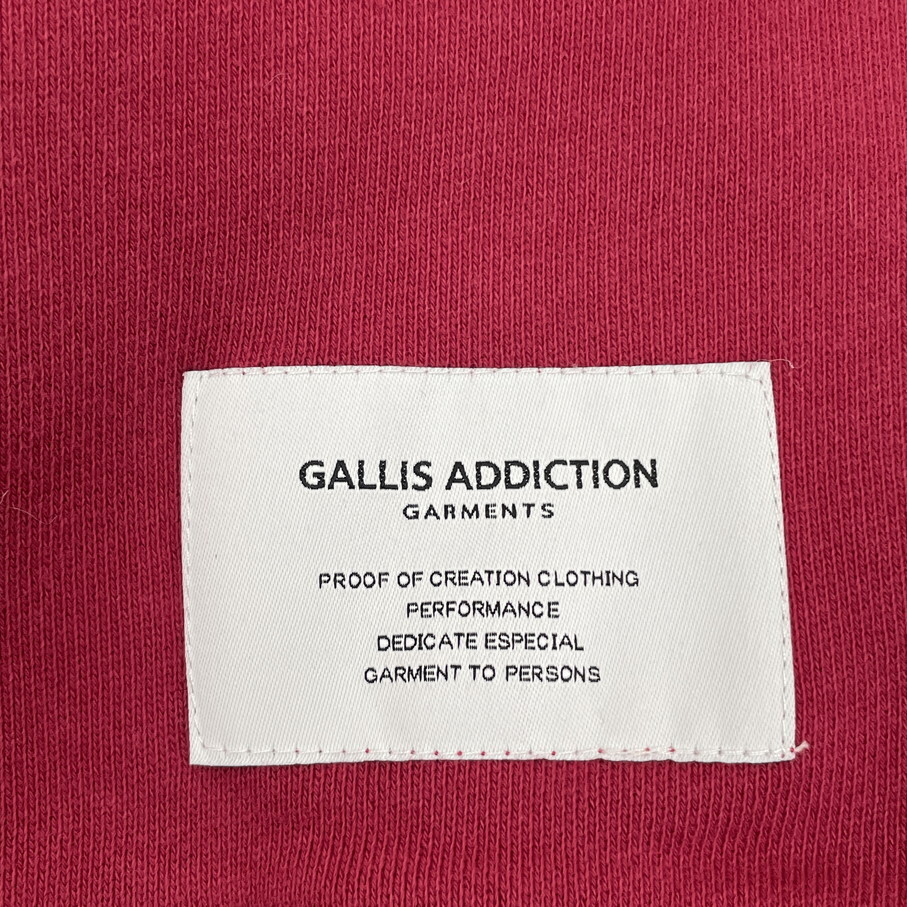 GALLIS ADDICTION
GARMENTS
PROOF OF CREATION CLOTHING
PERFORMANCE
DEDICATE ESPECIAL
GARMENT TO PERSONS